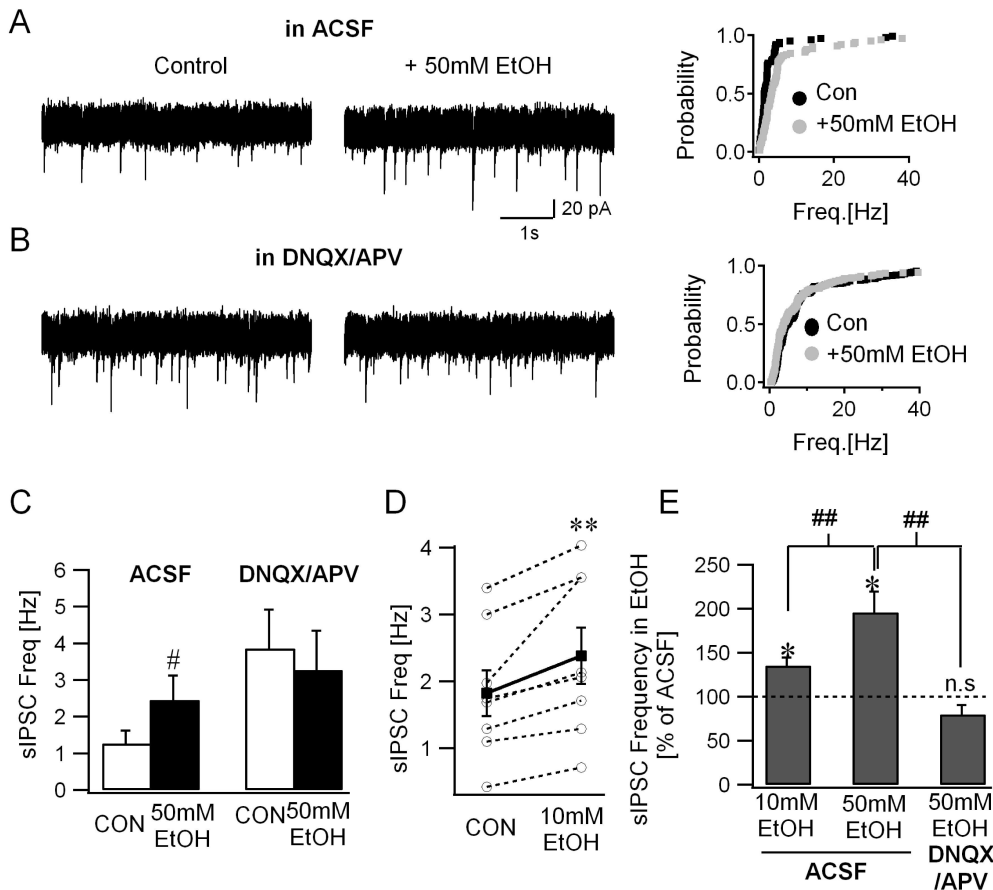 A
in ACSF
Control
+ 50mM EtOH
20 pA
1s
Probability
1.0
0.5
0.0
Con
+50mM EtOH
0 20 40
Freq.[Hz]
B
in DNQX/APV
Probability
1.0
0.5
0.0
Con
+50mM EtOH
0 20 40
Freq.[Hz]
C
sIPSC Freq [Hz]
6
5
4
3
2
1
0
ACSF
DNQX/APV
#
CON
50mM
EtOH
CON
50mM
EtOH
D
sIPSC Freq [Hz]
4
3
2
1
**
CON
10mM
EtOH
E
sIPSC Frequency in EtOH
[% of ACSF]
250
200
150
100
50
0
##
##
*
*
n.s
10mM
EtOH
50mM
EtOH
50mM
EtOH
ACSF
DNQX
/APV